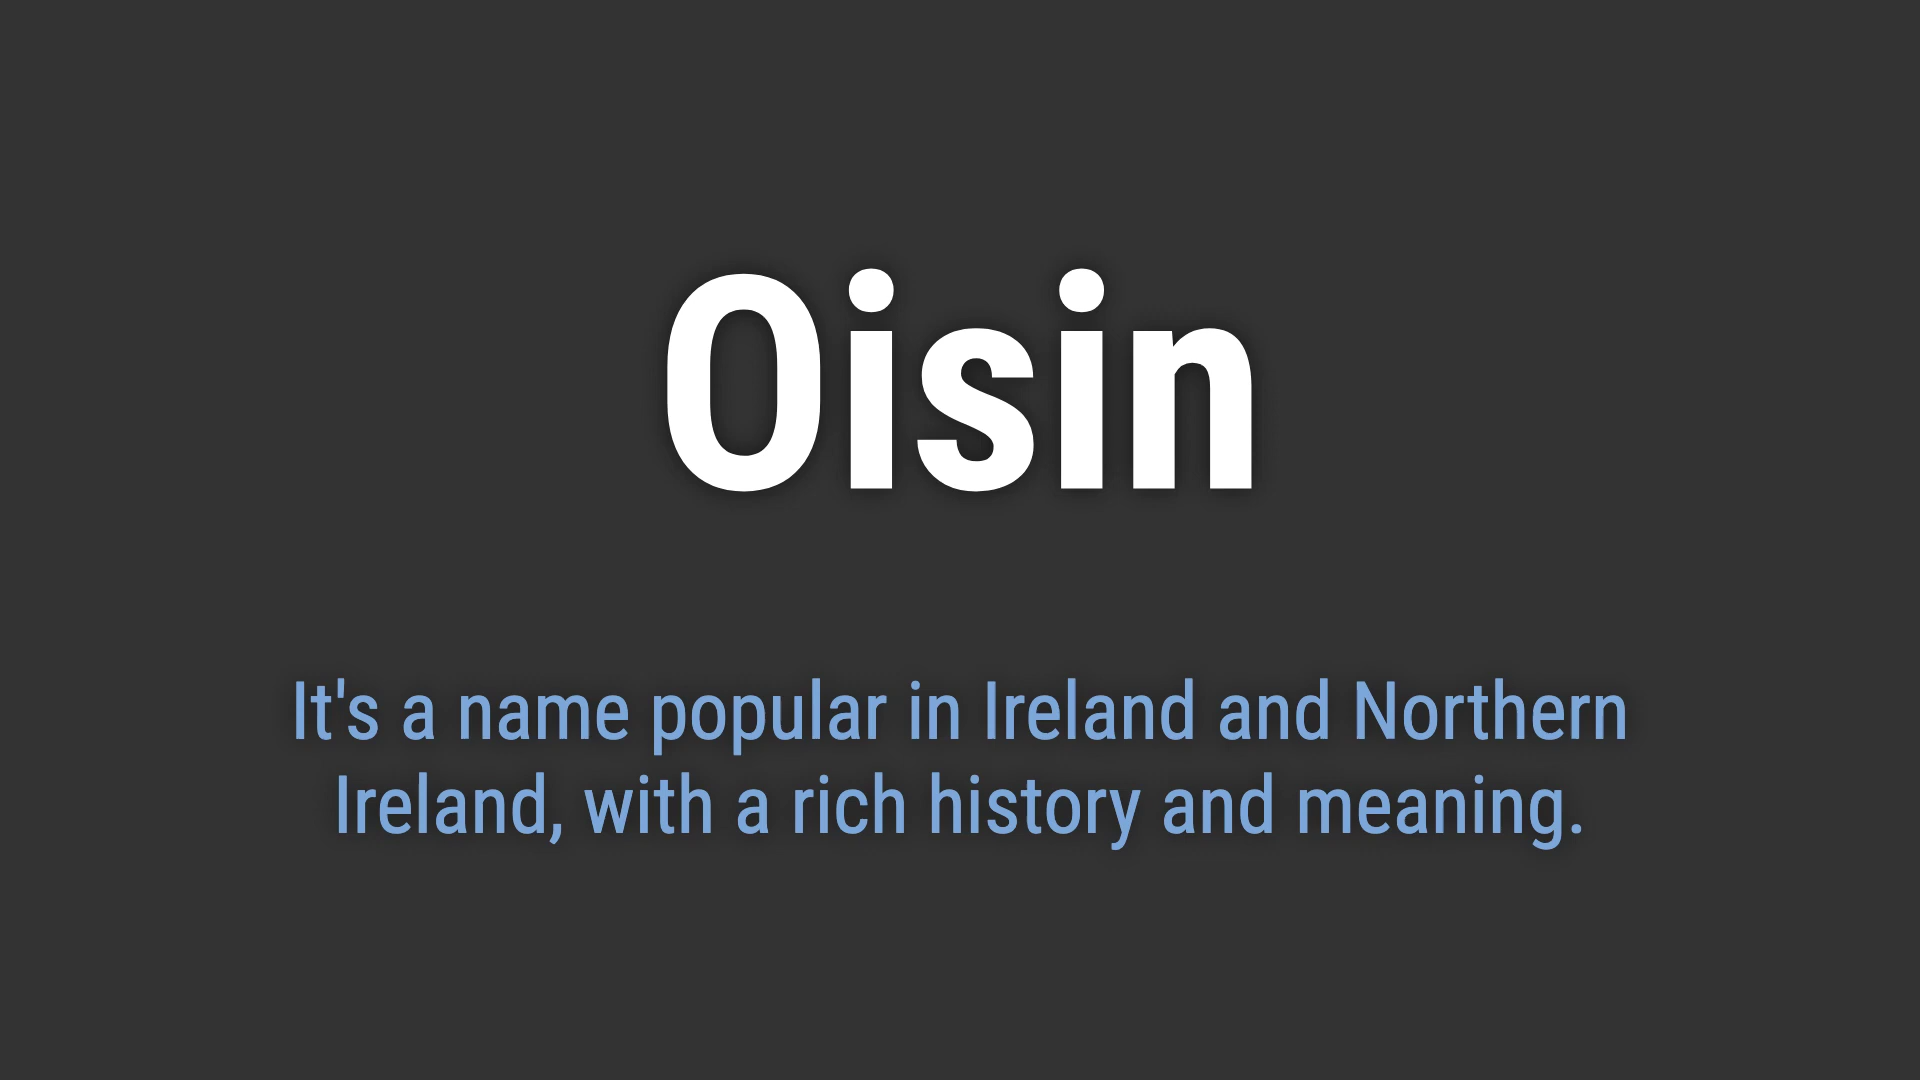 Oisin
It's a name popular in Ireland and Northern
Ireland, with a rich history and meaning.